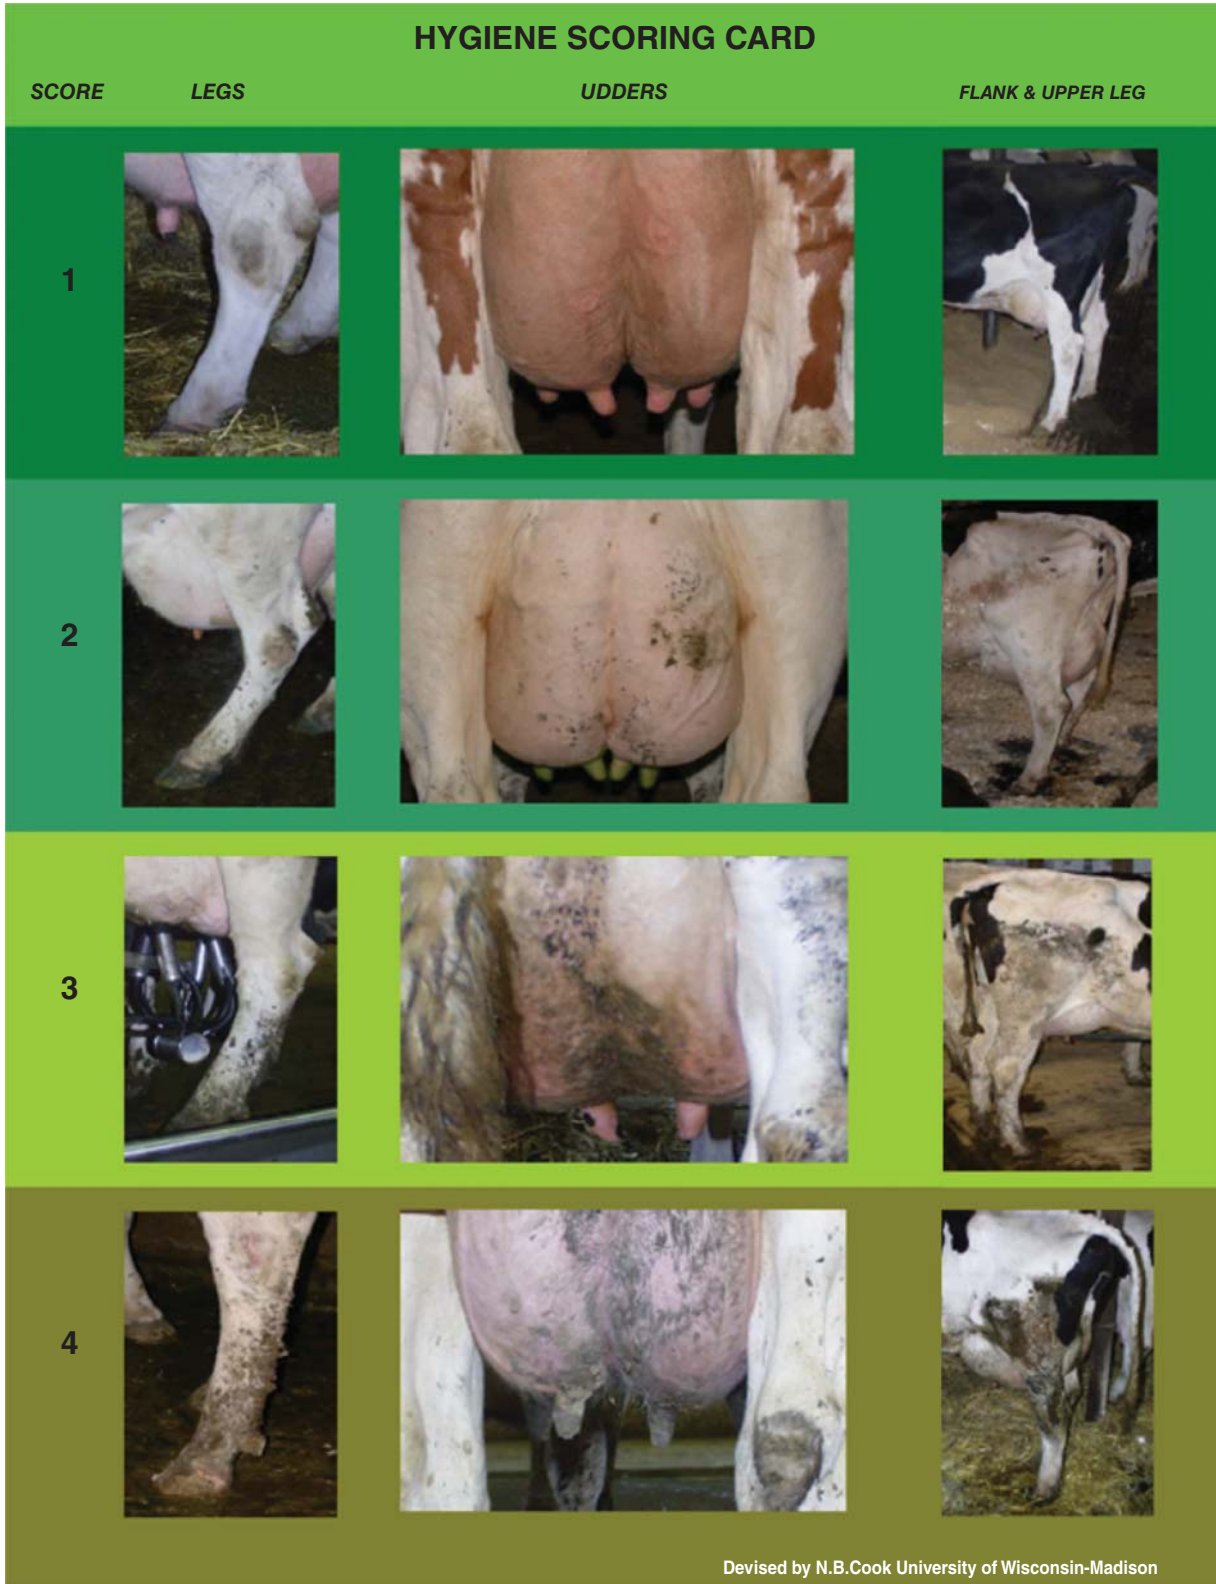 HYGIENE SCORING CARD
SCORE LEGS UDDERS FLANK & UPPER LEG
1
2
3
4
Devised by N.B.Cook University of Wisconsin-Madison